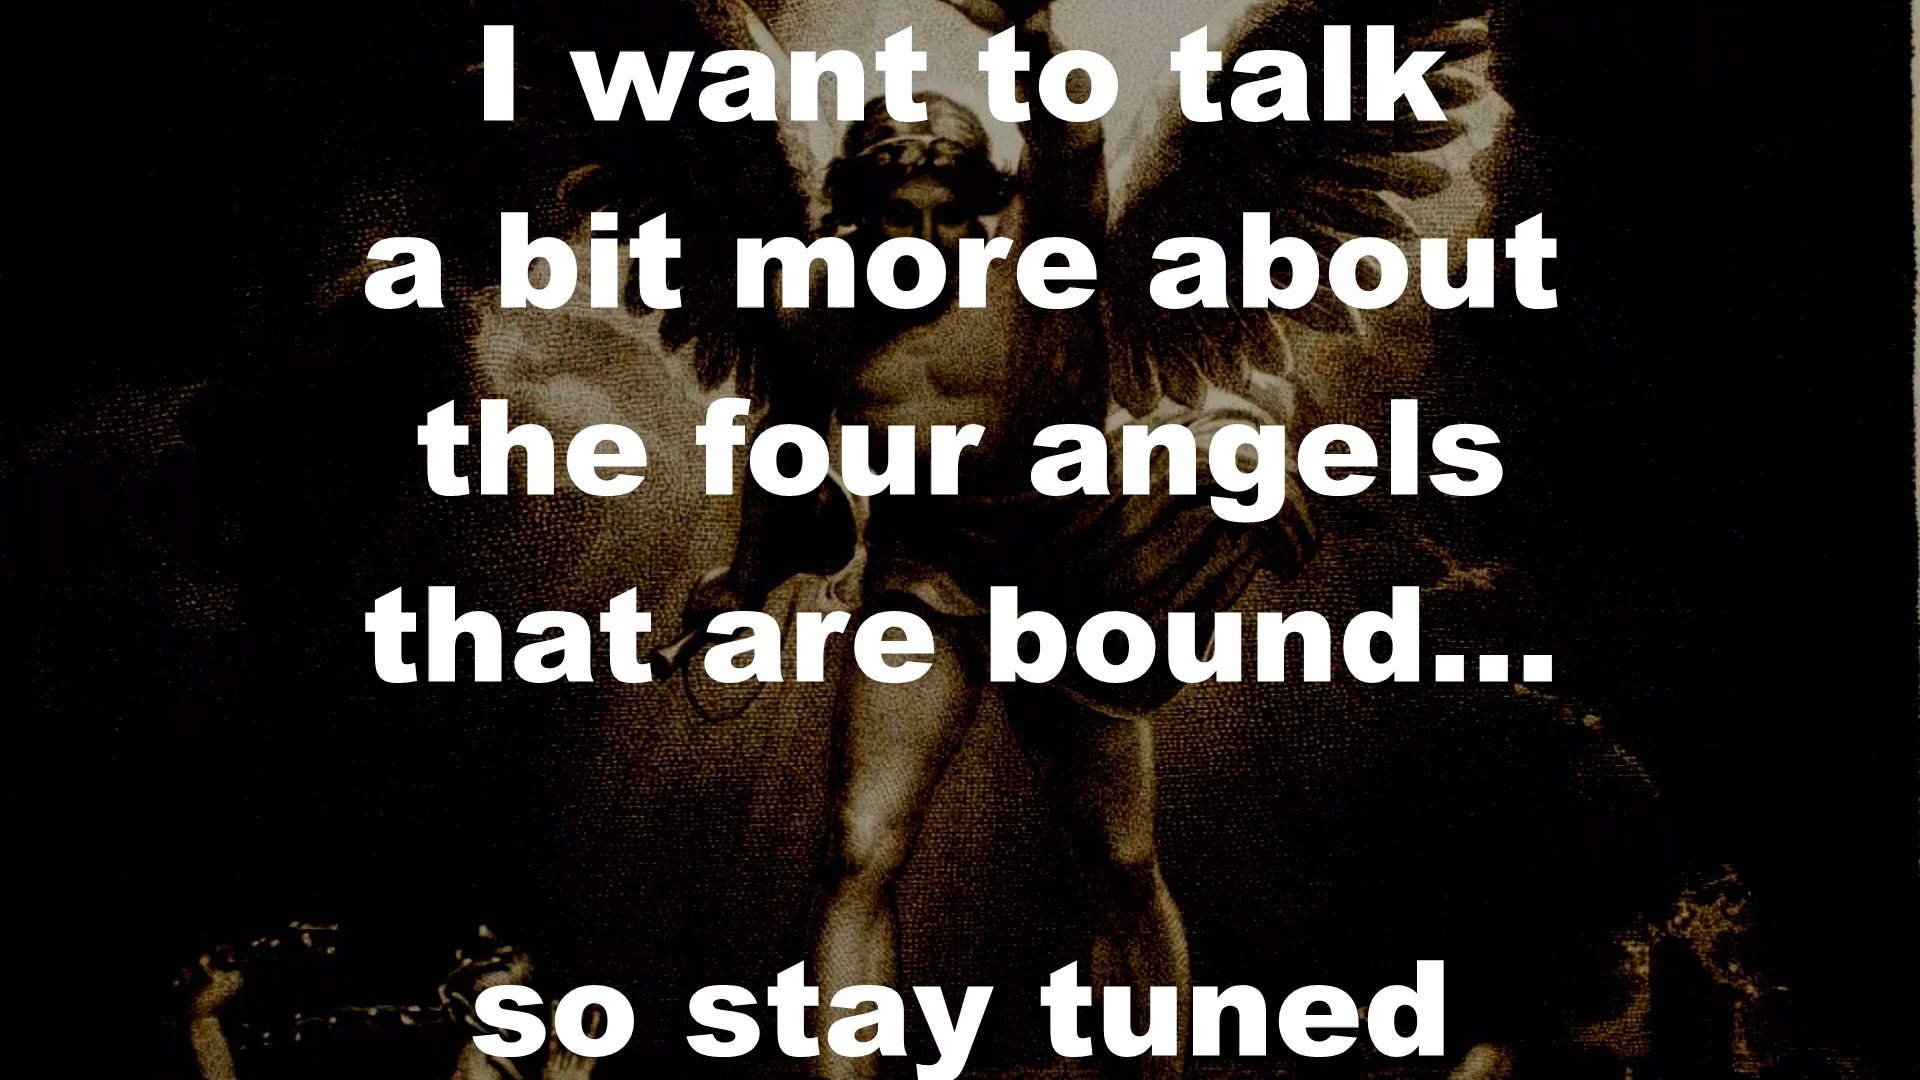 I want to talk
a bit more about
the four angels
that are bound...
so stay tuned